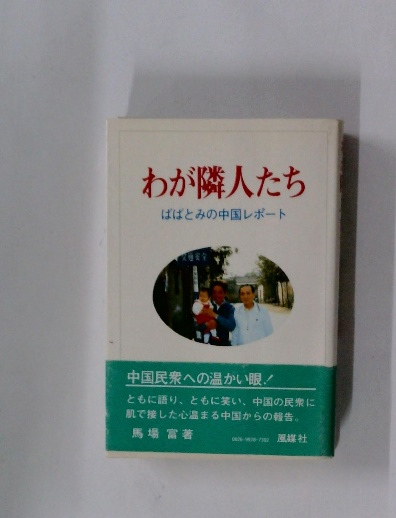 わが隣人たち
ばばとみの中国レポート
中国民衆への温かい眼!
ともに語り、ともに笑い、中国の民衆に
肌で接した心温まる中国からの報告。
馬場 富著
風媒社